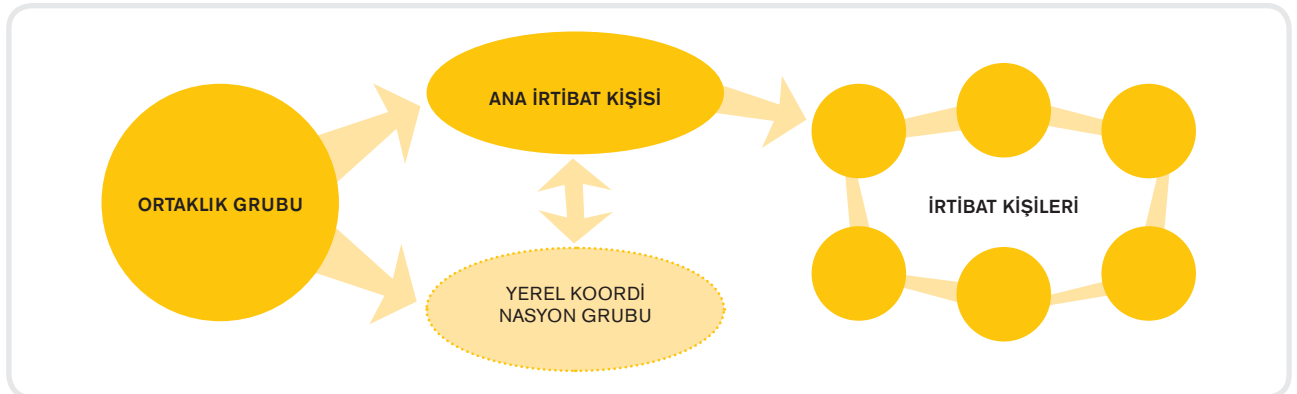 ORTAKLIK GRUBU
ANA İRTİBAT KİŞİSİ
YEREL KOORDİ
NASYON GRUBU
İRTİBAT KİŞİLERİ